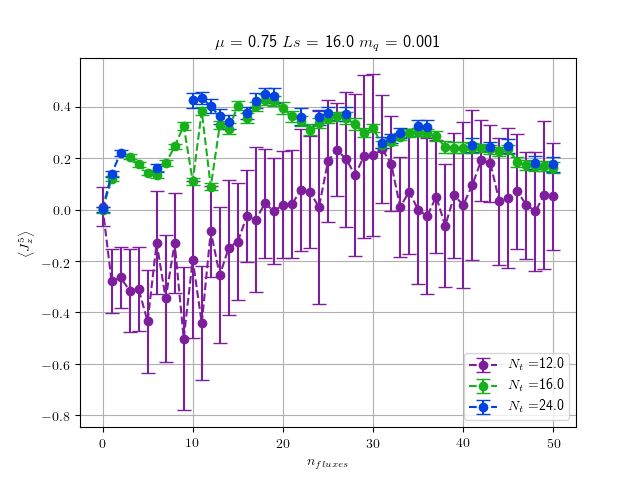 μ = 0.75 Ls = 16.0 m_q = 0.001
⟨J_z^5⟩
0.4
0.2
0.0
−0.2
−0.4
−0.6
−0.8
0 10 20 30 40 50
n_{fluxes}
N_t =12.0
N_t =16.0
N_t =24.0